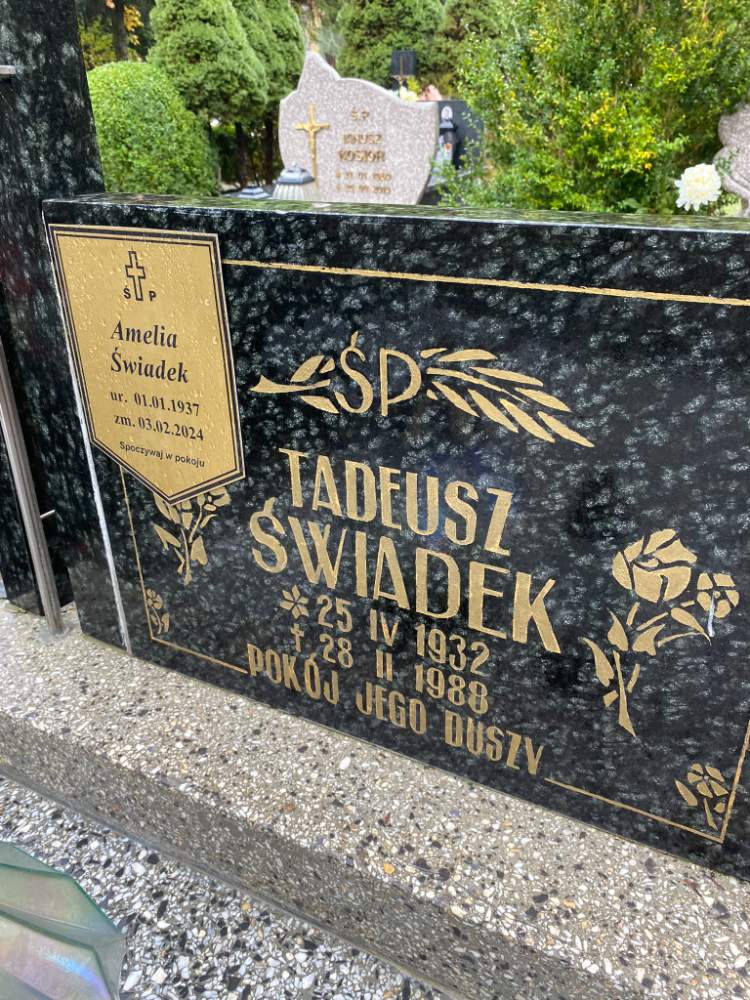 Ś P
Amelia
Świadek
ur. 01.01.1937
zm. 03.02.2024
Spoczywaj w pokoju
ŚP
TADEUSZ
ŚWIADEK
25 IV 1932
† 28 II 1988
POKÓJ JEGO DUSZY
Ś.P.